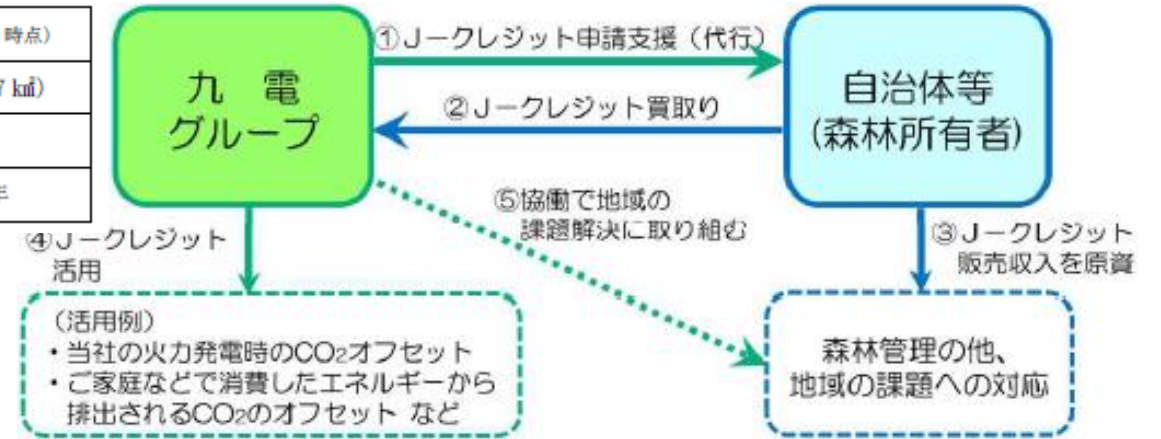 時点)
7 k㎡)
年
九 電
グループ
①J－クレジット申請支援（代行）
②J－クレジット買取り
自治体等
(森林所有者)
⑤協働で地域の
課題解決に取り組む
④J－クレジット
活用
③J－クレジット
販売収入を原資
（活用例）
・当社の火力発電時のCO₂オフセット
・ご家庭などで消費したエネルギーから
排出されるCO₂のオフセット など
森林管理の他、
地域の課題への対応